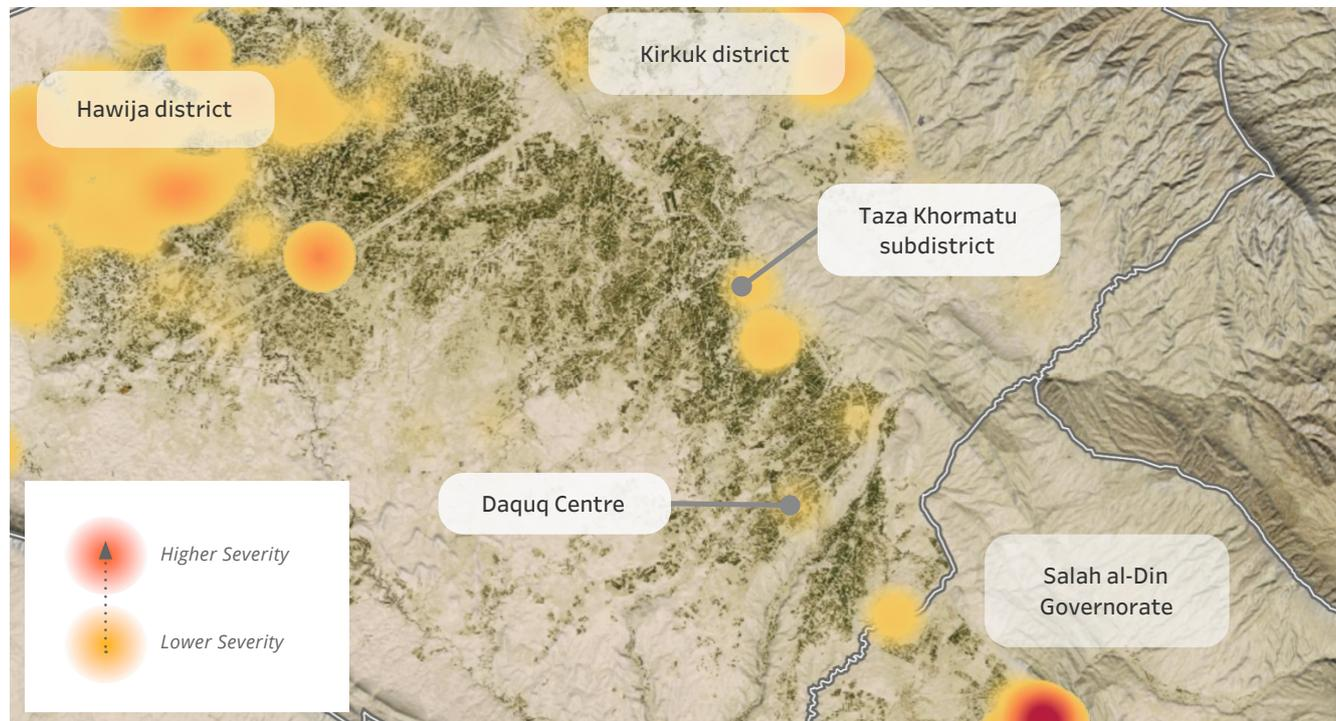 Kirkuk district
Hawija district
Taza Khormatu
subdistrict
Daquq Centre
Higher Severity
Lower Severity
Salah al-Din
Governorate